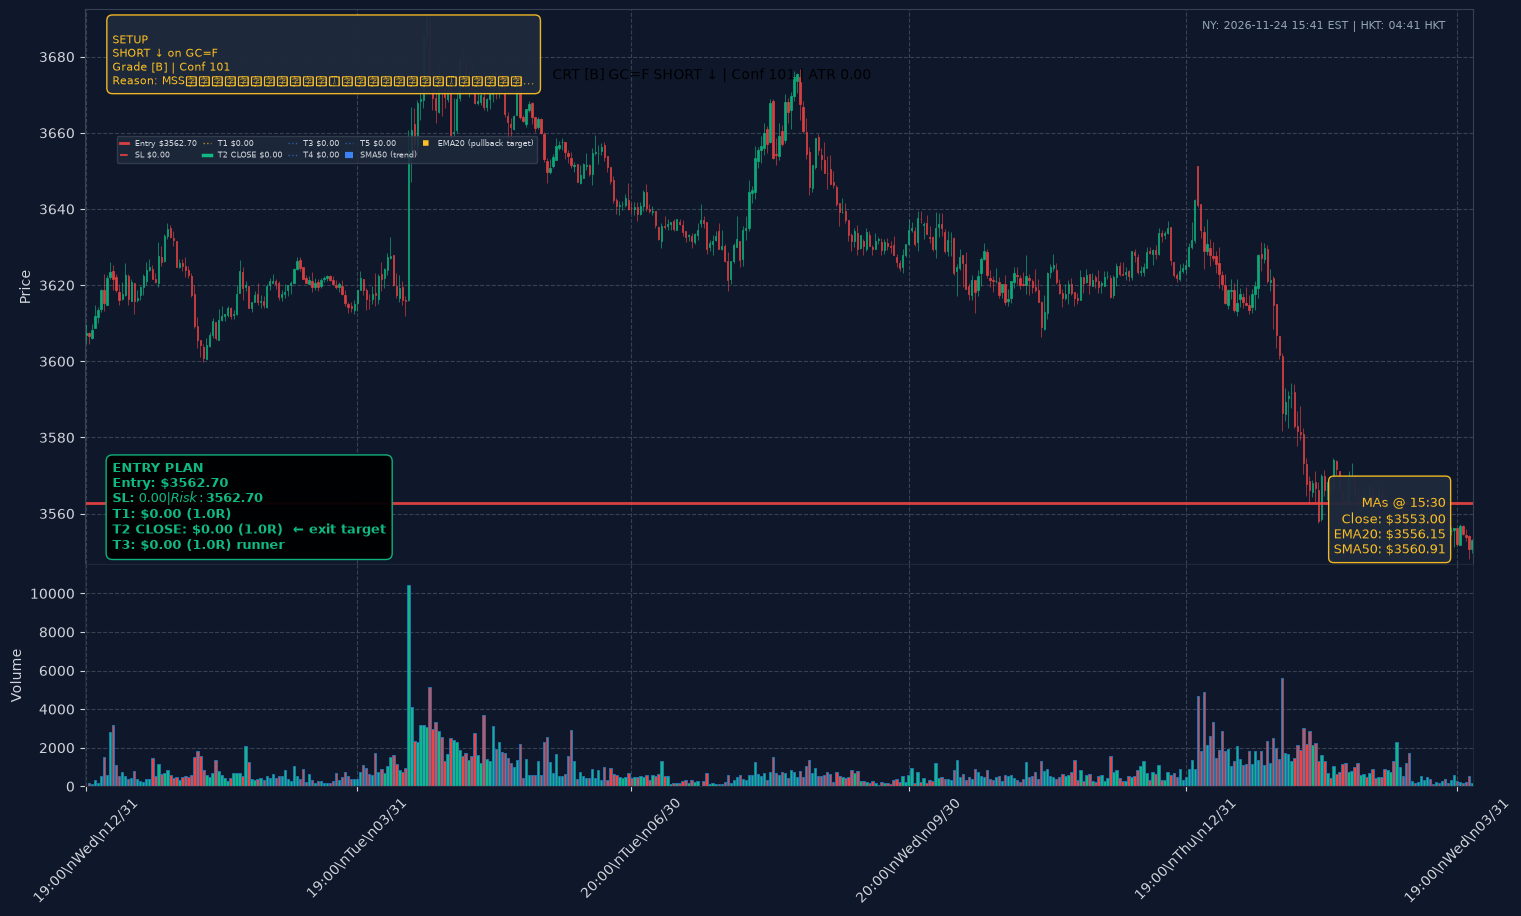 NY: 2026-11-24 15:41 EST | HKT: 04:41 HKT
SETUP
SHORT ↓ on GC=F
Grade [B] | Conf 101
Reason: MSS
CRT [B] GC=F SHORT ↓ | Conf 101 | ATR 0.00
Entry $3562.70
SL $0.00
T1 $0.00
T2 CLOSE $0.00
T3 $0.00
T4 $0.00
T5 $0.00
SMA50 (trend)
EMA20 (pullback target)
Price
3680
3660
3640
3620
3600
3580
3560
ENTRY PLAN
Entry: $3562.70
SL: 0.00|Risk:3562.70
T1: $0.00 (1.0R)
T2 CLOSE: $0.00 (1.0R) ← exit target
T3: $0.00 (1.0R) runner
MAs @ 15:30
Close: $3553.00
EMA20: $3556.15
SMA50: $3560.91
Volume
10000
8000
6000
4000
2000
0
19:00\nWed\n12/31
19:00\nTue\n03/31
20:00\nTue\n06/30
20:00\nWed\n09/30
19:00\nThu\n12/31
19:00\nWed\n03/31